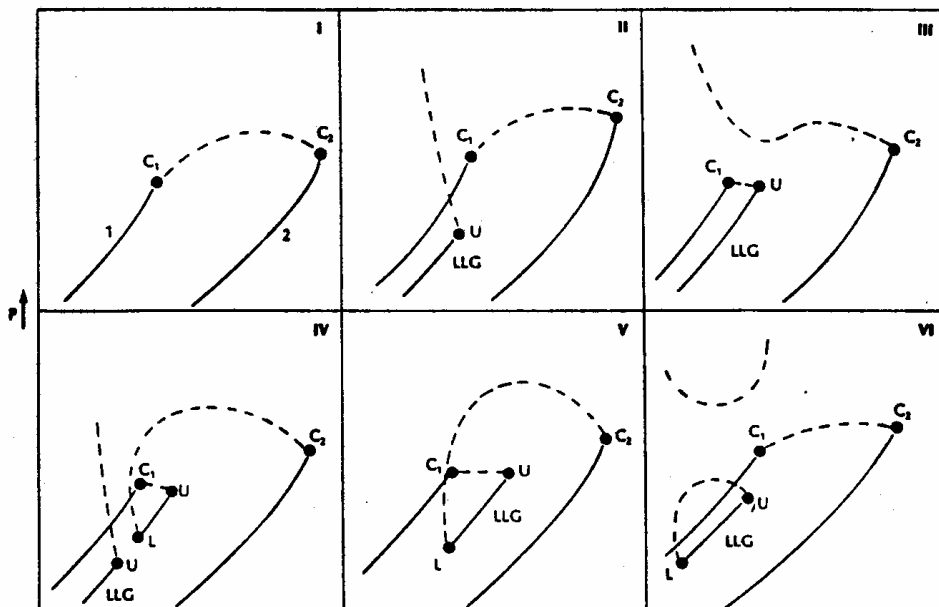 I
C₁
C₂
1
2
II
C₁
C₂
U
LLG
III
C₁
U
C₂
LLG
P
IV
C₁
U
C₂
L
U
LLG
V
C₁
U
C₂
LLG
L
VI
C₁
C₂
U
LLG
L